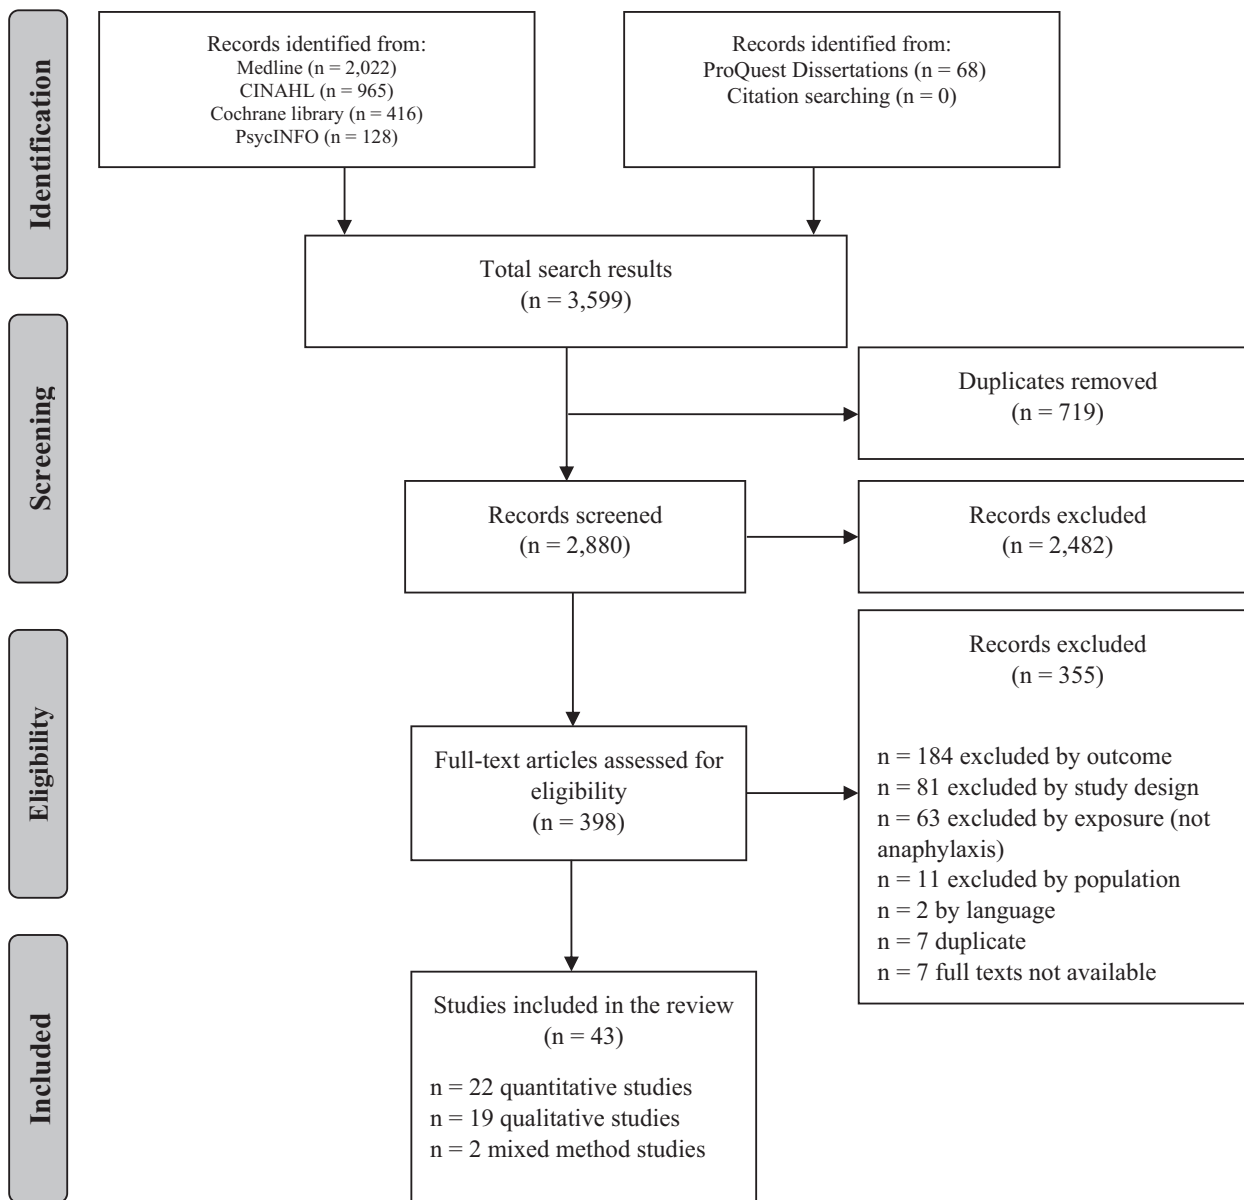 Identification
Records identified from:
Medline (n = 2,022)
CINAHL (n = 965)
Cochrane library (n = 416)
PsycINFO (n = 128)
Records identified from:
ProQuest Dissertations (n = 68)
Citation searching (n = 0)
Total search results
(n = 3,599)
Screening
Duplicates removed
(n = 719)
Records screened
(n = 2,880)
Records excluded
(n = 2,482)
Eligibility
Full-text articles assessed for
eligibility
(n = 398)
Records excluded
(n = 355)
n = 184 excluded by outcome
n = 81 excluded by study design
n = 63 excluded by exposure (not
anaphylaxis)
n = 11 excluded by population
n = 2 by language
n = 7 duplicate
n = 7 full texts not available
Included
Studies included in the review
(n = 43)
n = 22 quantitative studies
n = 19 qualitative studies
n = 2 mixed method studies